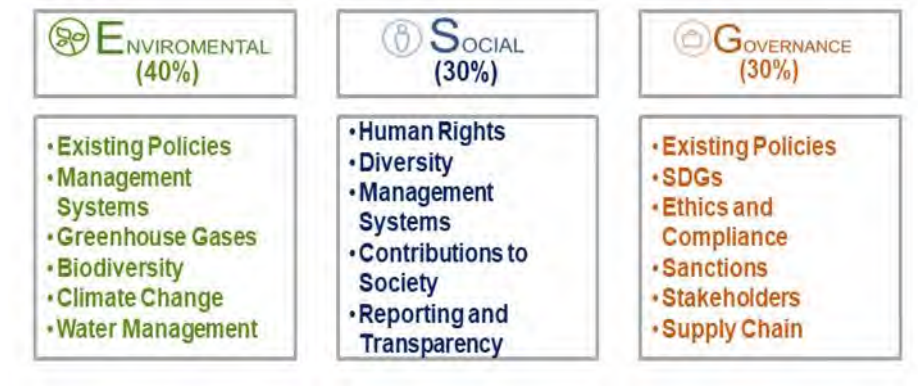 ENVIROMENTAL
(40%)
SOCIAL
(30%)
GOVERNANCE
(30%)
•Existing Policies
•Management
Systems
•Greenhouse Gases
•Biodiversity
•Climate Change
•Water Management
•Human Rights
•Diversity
•Management
Systems
•Contributions to
Society
•Reporting and
Transparency
•Existing Policies
•SDGs
•Ethics and
Compliance
•Sanctions
•Stakeholders
•Supply Chain